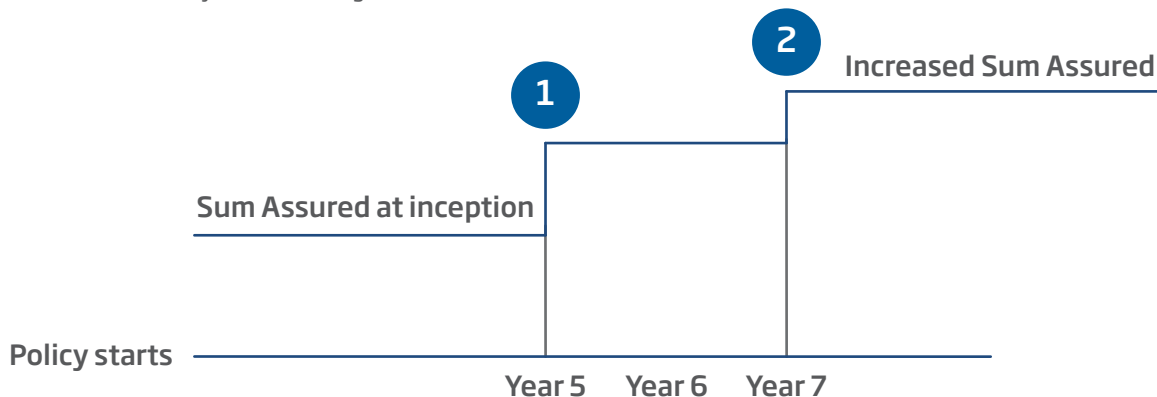 2
Increased Sum Assured
1
Sum Assured at inception
Policy starts
Year 5 Year 6 Year 7